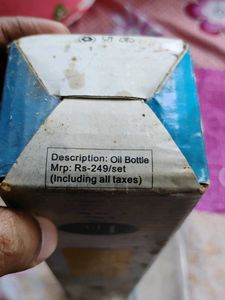 Description: Oil Bottle
Mrp: Rs-249/set
(Including all taxes)